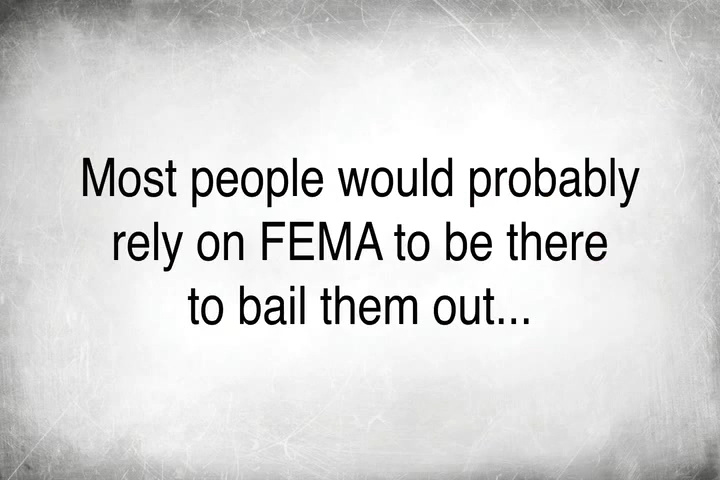 Most people would probably
rely on FEMA to be there
to bail them out...